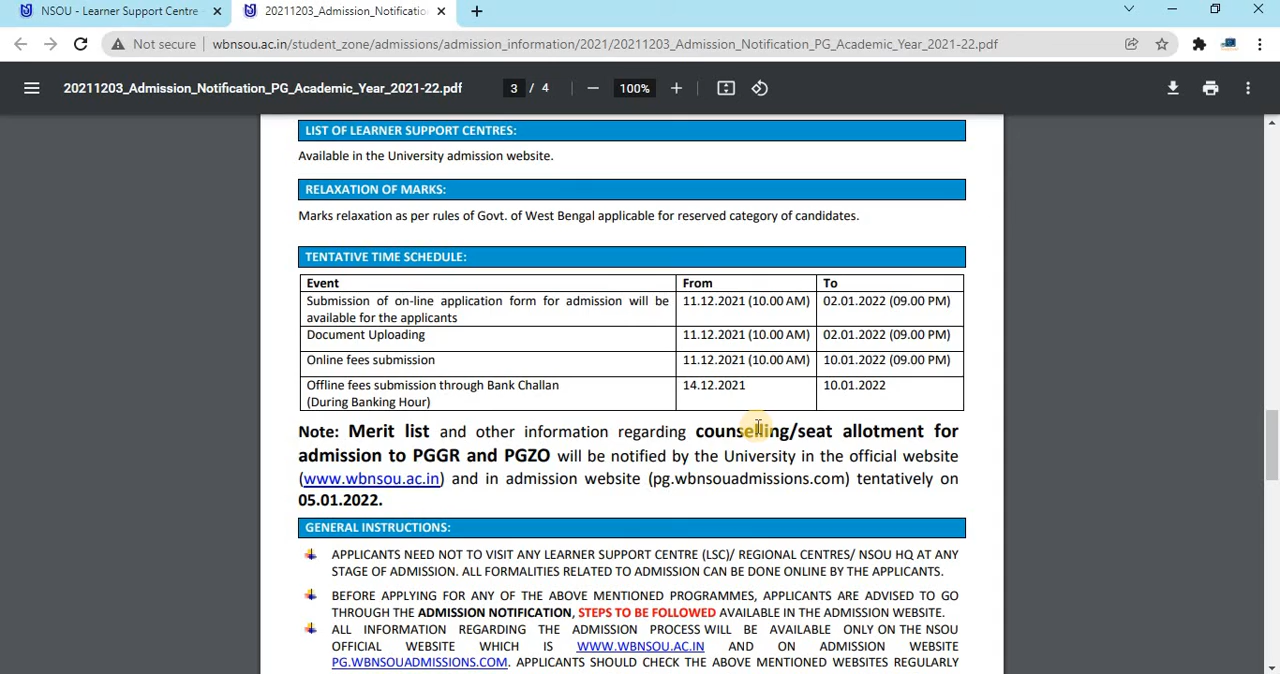 NSOU - Learner Support Centre
20211203_Admission_Notificatio
Not secure
wbnsou.ac.in/student_zone/admissions/admission_information/2021/20211203_Admission_Notification_PG_Academic_Year_2021-22.pdf
20211203_Admission_Notification_PG_Academic_Year_2021-22.pdf
3 / 4
100%
LIST OF LEARNER SUPPORT CENTRES:
Available in the University admission website.
RELAXATION OF MARKS:
Marks relaxation as per rules of Govt. of West Bengal applicable for reserved category of candidates.
TENTATIVE TIME SCHEDULE:
Event From To
Submission of on-line application form for admission will be 11.12.2021 (10.00 AM) 02.01.2022 (09.00 PM)
available for the applicants
Document Uploading 11.12.2021 (10.00 AM) 02.01.2022 (09.00 PM)
Online fees submission 11.12.2021 (10.00 AM) 10.01.2022 (09.00 PM)
Offline fees submission through Bank Challan 14.12.2021 10.01.2022
(During Banking Hour)
Note: Merit list and other information regarding counselling/seat allotment for
admission to PGGR and PGZO will be notified by the University in the official website
(www.wbnsou.ac.in) and in admission website (pg.wbnsouadmissions.com) tentatively on
05.01.2022.
GENERAL INSTRUCTIONS:
APPLICANTS NEED NOT TO VISIT ANY LEARNER SUPPORT CENTRE (LSC)/ REGIONAL CENTRES/ NSOU HQ AT ANY
STAGE OF ADMISSION. ALL FORMALITIES RELATED TO ADMISSION CAN BE DONE ONLINE BY THE APPLICANTS.
BEFORE APPLYING FOR ANY OF THE ABOVE MENTIONED PROGRAMMES, APPLICANTS ARE ADVISED TO GO
THROUGH THE ADMISSION NOTIFICATION, STEPS TO BE FOLLOWED AVAILABLE IN THE ADMISSION WEBSITE.
ALL INFORMATION REGARDING THE ADMISSION PROCESS WILL BE AVAILABLE ONLY ON THE NSOU
OFFICIAL WEBSITE WHICH IS WWW.WBNSOU.AC.IN AND ON ADMISSION WEBSITE
PG.WBNSOUADMISSIONS.COM. APPLICANTS SHOULD CHECK THE ABOVE MENTIONED WEBSITES REGULARLY